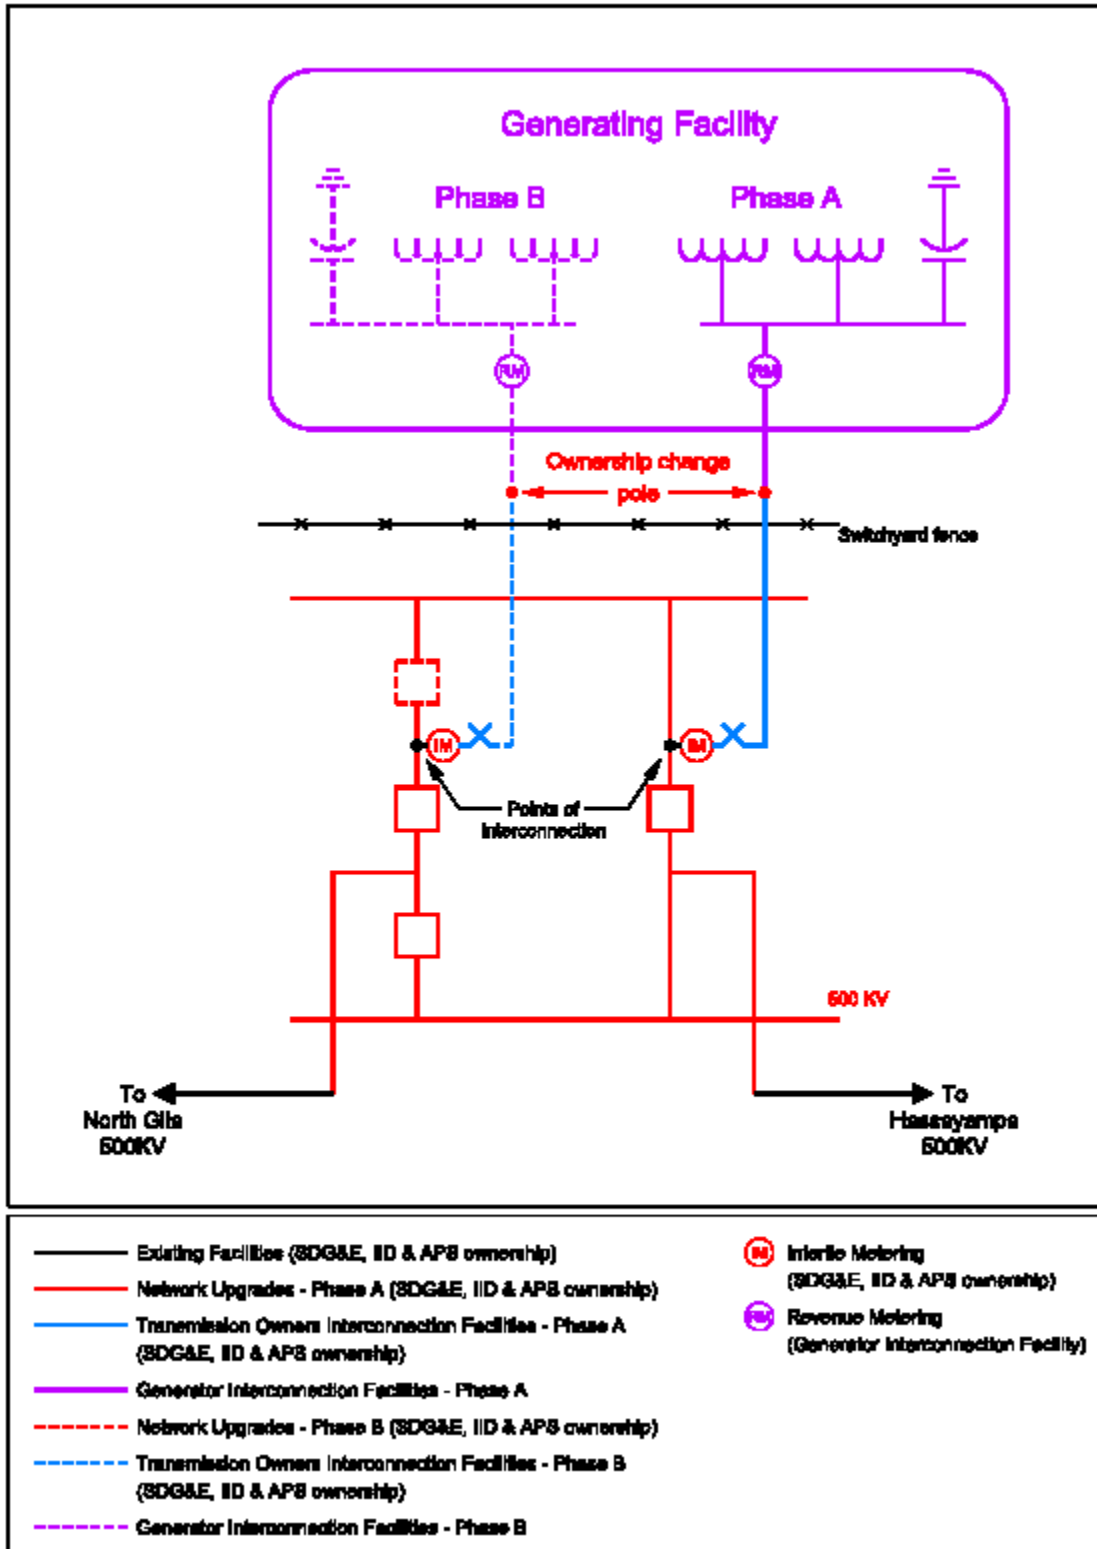 Generating Facility
Phase B
Phase A
RM
RM
Ownership change
pole
Switchyard fence
IM
IM
Points of
Interconnection
500 KV
To
North Gila
500KV
To
Hassayampa
500KV
Existing Facilities (SDG&E, IID & APS ownership)
Network Upgrades - Phase A (SDG&E, IID & APS ownership)
Transmission Owners Interconnection Facilities - Phase A
(SDG&E, IID & APS ownership)
Generator Interconnection Facilities - Phase A
Network Upgrades - Phase B (SDG&E, IID & APS ownership)
Transmission Owners Interconnection Facilities - Phase B
(SDG&E, IID & APS ownership)
Generator Interconnection Facilities - Phase B
IM Intertie Metering
(SDG&E, IID & APS ownership)
RM Revenue Metering
(Generator Interconnection Facility)